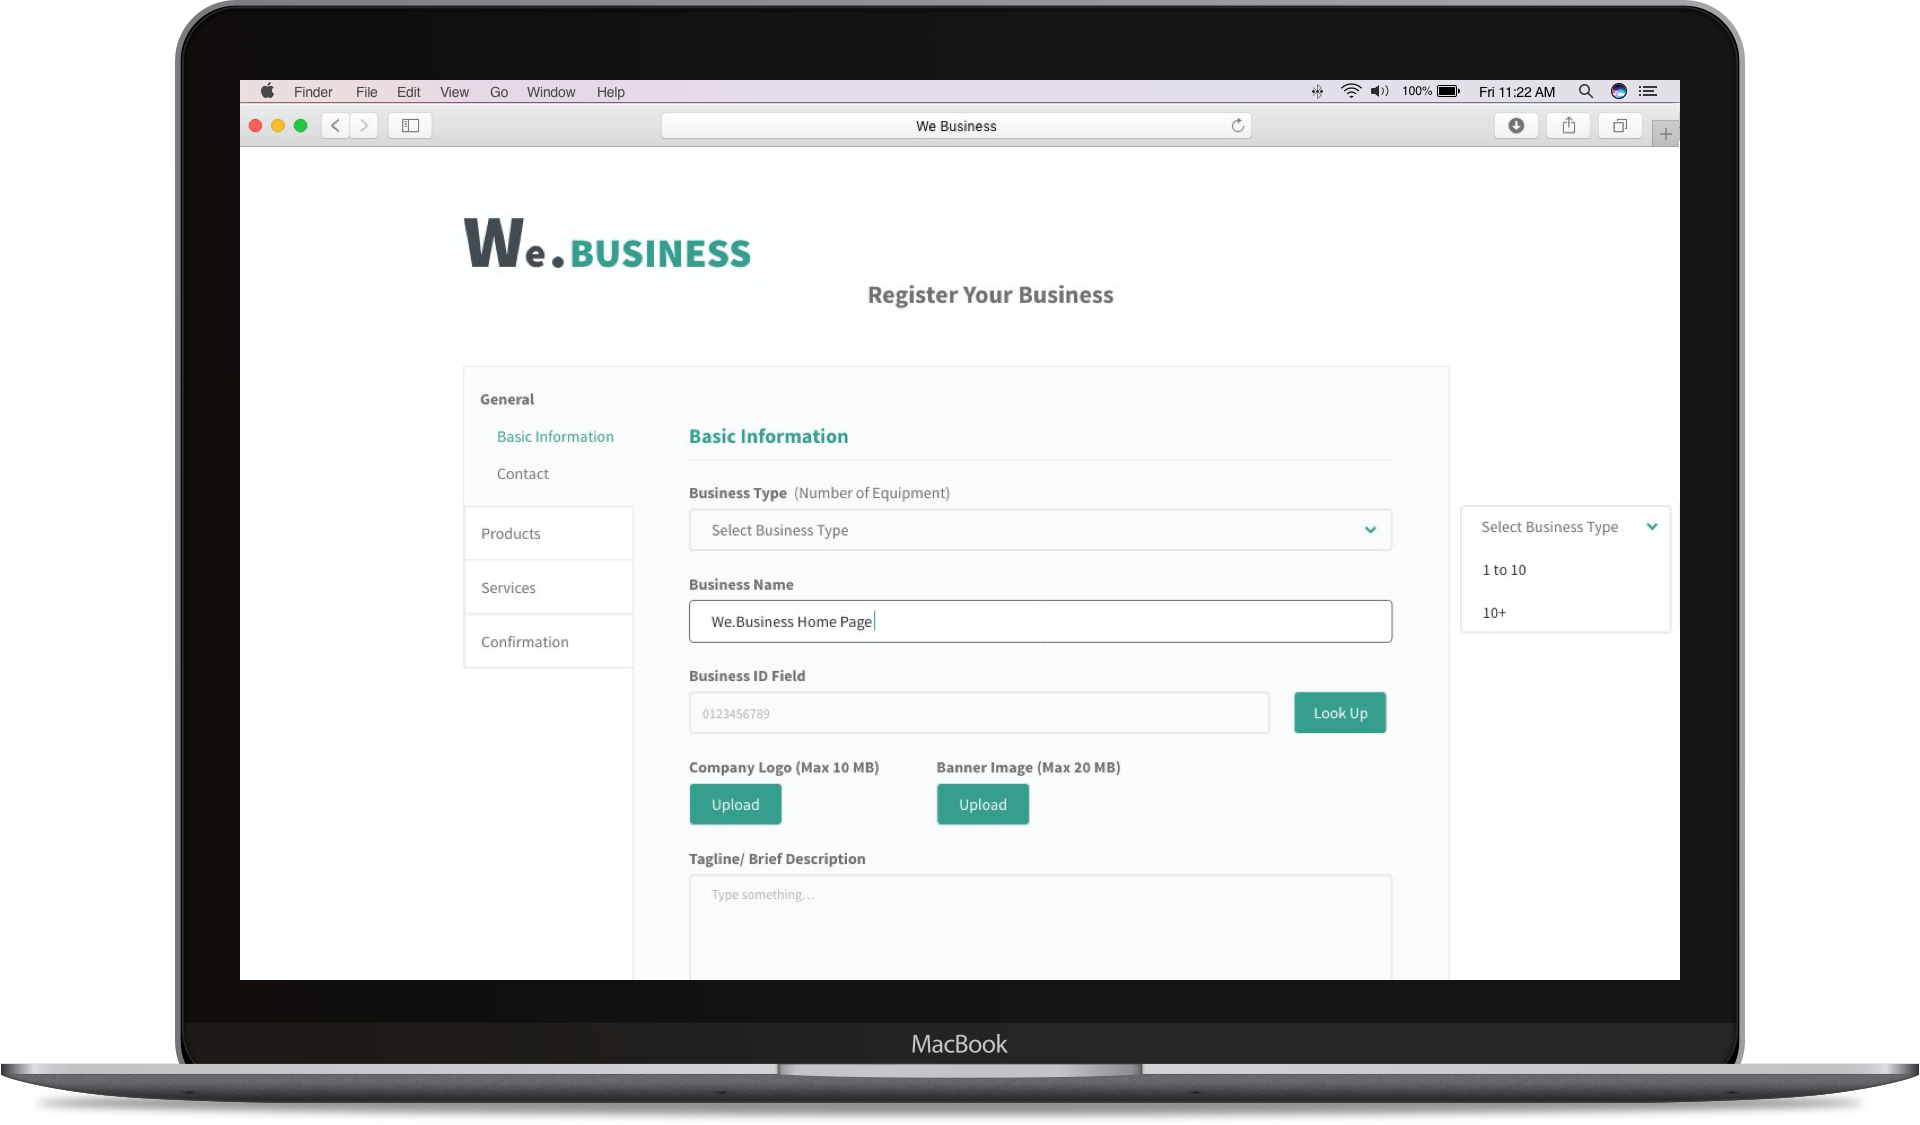 Finder File Edit View Go Window Help 100% Fri 11:22 AM
We Business
We.BUSINESS
Register Your Business
General
Basic Information
Contact
Products
Services
Confirmation
Basic Information
Business Type (Number of Equipment)
Select Business Type
Business Name
We.Business Home Page
Business ID Field
0123456789
Look Up
Company Logo (Max 10 MB)
Upload
Banner Image (Max 20 MB)
Upload
Tagline/ Brief Description
Type something...
Select Business Type
1 to 10
10+
MacBook